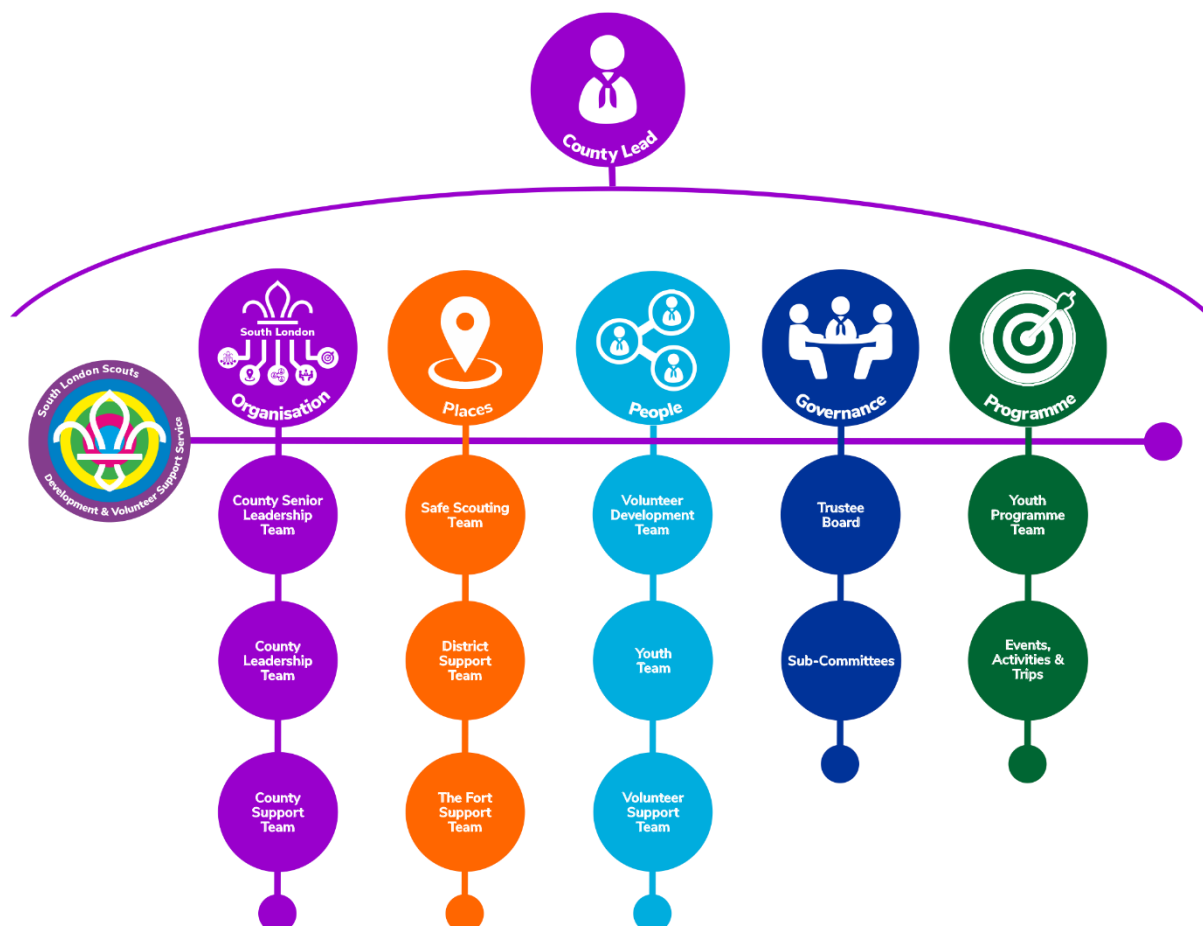 County Lead
South London
Organisation
Places
People
Governance
Programme
South London Scouts
Development & Volunteer Support Service
County Senior
Leadership
Team
Safe Scouting
Team
Volunteer
Development
Team
Trustee
Board
Youth
Programme
Team
County
Leadership
Team
District
Support
Team
Youth
Team
Sub-Committees
Events,
Activities &
Trips
County
Support
Team
The Fort
Support
Team
Volunteer
Support
Team